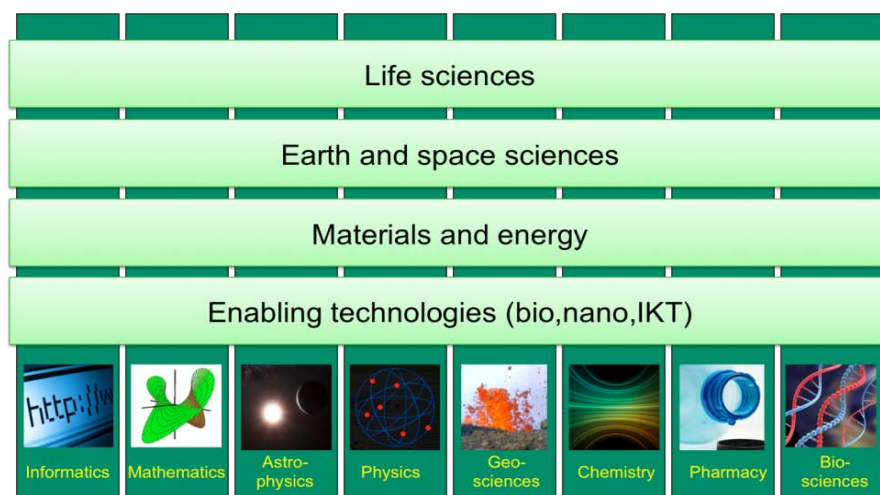 Life sciences
Earth and space sciences
Materials and energy
Enabling technologies (bio,nano,IKT)
http://w
Informatics
Mathematics
Astro-
physics
Physics
Geo-
sciences
Chemistry
Pharmacy
Bio-
sciences